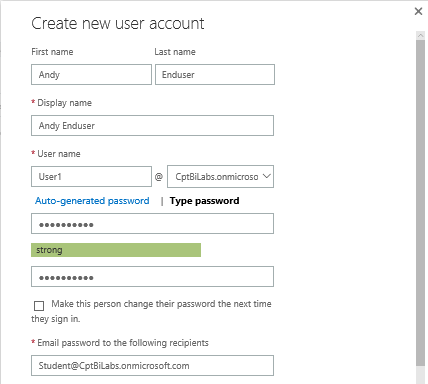 Create new user account
First name Last name
Andy Enduser
* Display name
Andy Enduser
* User name
User1 @ CptBiLabs.onmicroso
Auto-generated password | Type password
●●●●●●●●●●
strong
●●●●●●●●●●
Make this person change their password the next time
they sign in.
* Email password to the following recipients
Student@CptBiLabs.onmicrosoft.com